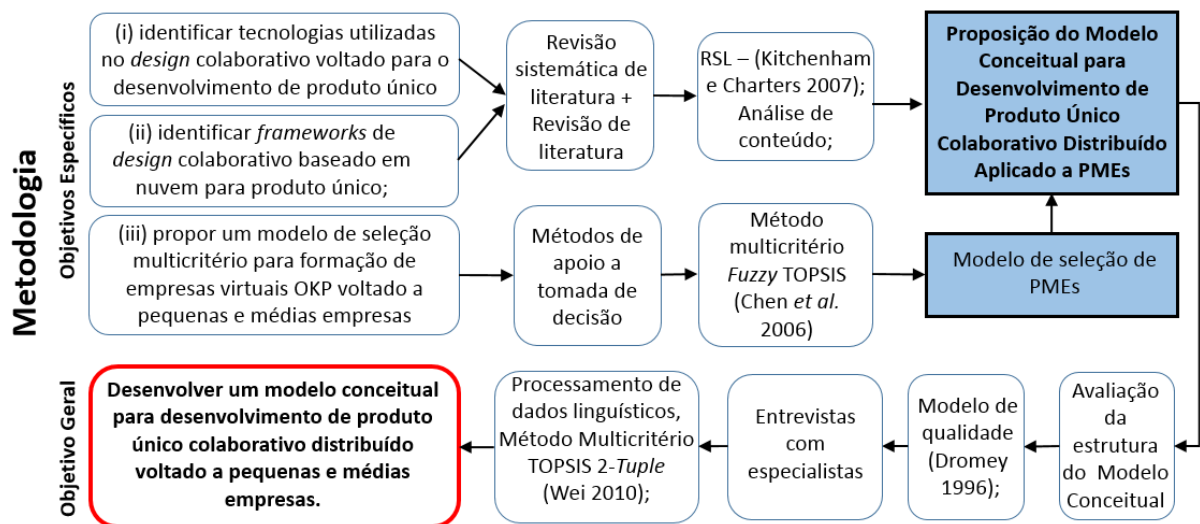 Metodologia
Objetivos Específicos
(i) identificar tecnologias utilizadas
no design colaborativo voltado para o
desenvolvimento de produto único
(ii) identificar frameworks de
design colaborativo baseado em
nuvem para produto único;
Revisão
sistemática de
literatura +
Revisão de
literatura
RSL – (Kitchenham
e Charters 2007);
Análise de
conteúdo;
Proposição do Modelo
Conceitual para
Desenvolvimento de
Produto Único
Colaborativo Distribuído
Aplicado a PMEs
(iii) propor um modelo de seleção
multicritério para formação de
empresas virtuais OKP voltado a
pequenas e médias empresas
Métodos de
apoio a
tomada de
decisão
Método
multicritério
Fuzzy TOPSIS
(Chen et al.
2006)
Modelo de seleção de
PMEs
Objetivo Geral
Desenvolver um modelo conceitual
para desenvolvimento de produto
único colaborativo distribuído
voltado a pequenas e médias
empresas.
Processamento de
dados linguísticos,
Método Multicritério
TOPSIS 2-Tuple
(Wei 2010);
Entrevistas
com
especialistas
Modelo de
qualidade
(Dromey
1996);
Avaliação
da
estrutura
do Modelo
Conceitual